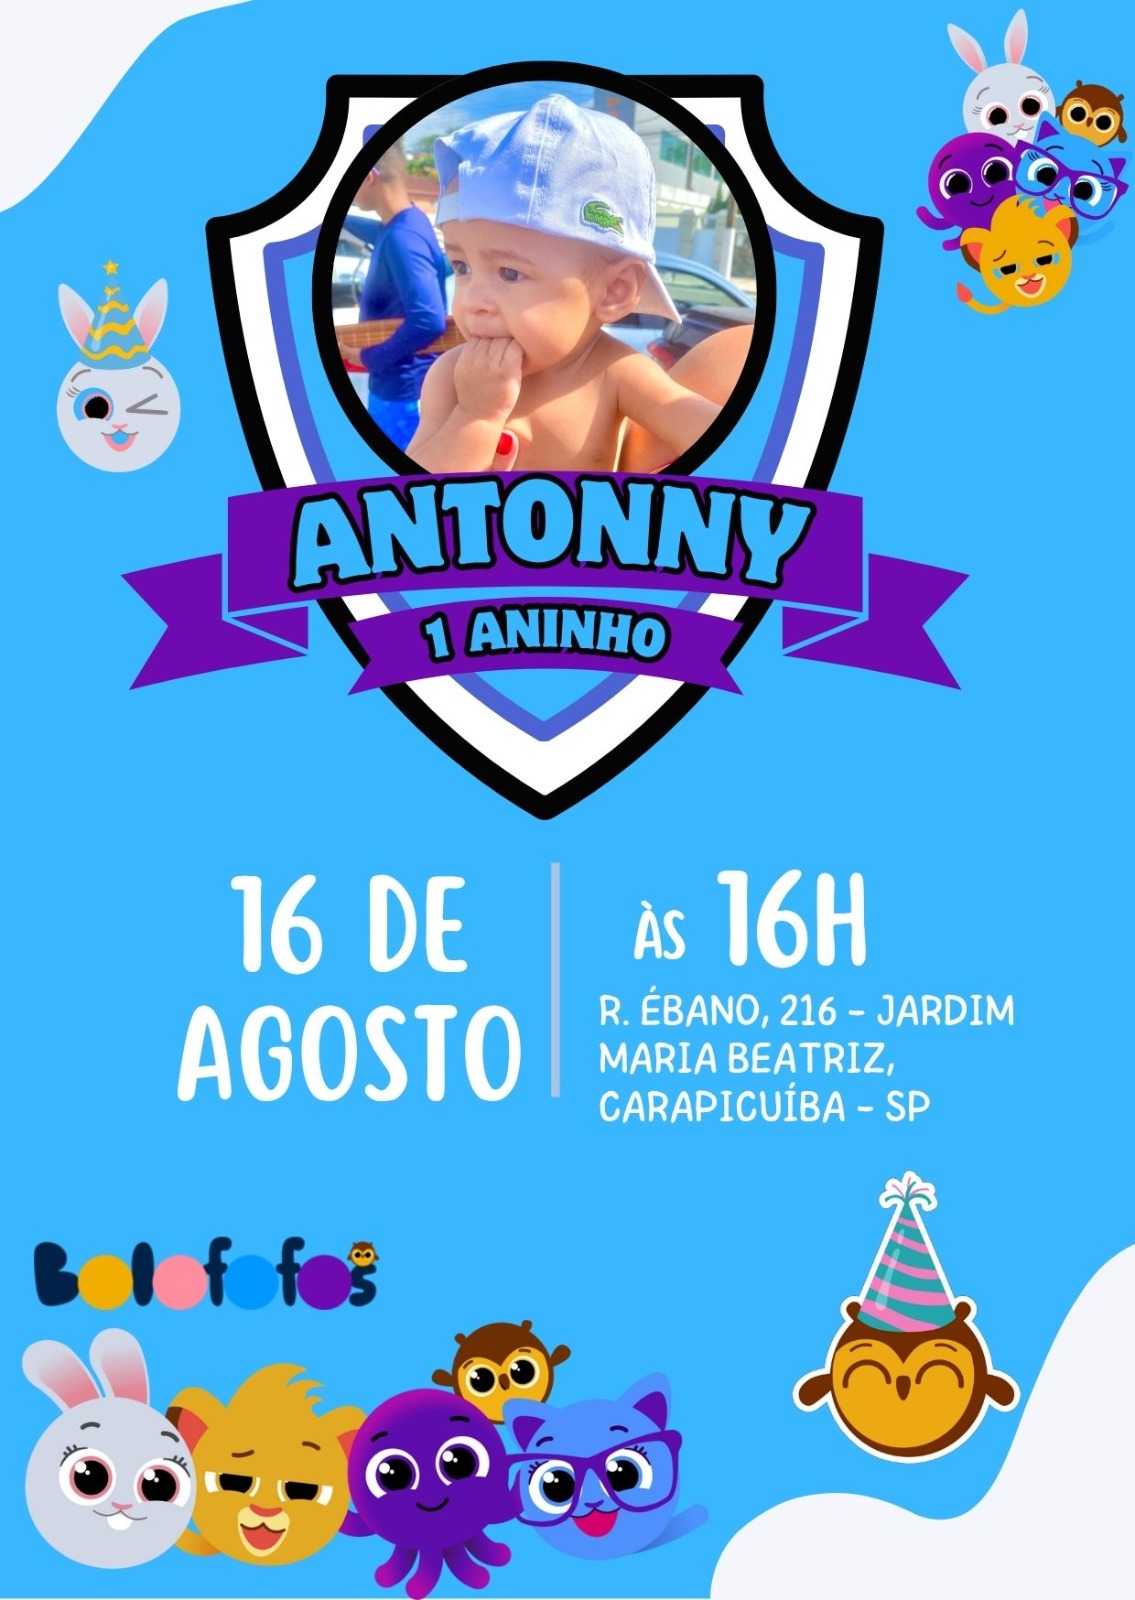 ANTONNY
1 ANINHO
16 DE
AGOSTO
ÀS 16H
R. ÉBANO, 216 - JARDIM
MARIA BEATRIZ,
CARAPICUÍBA - SP
Bolofofos